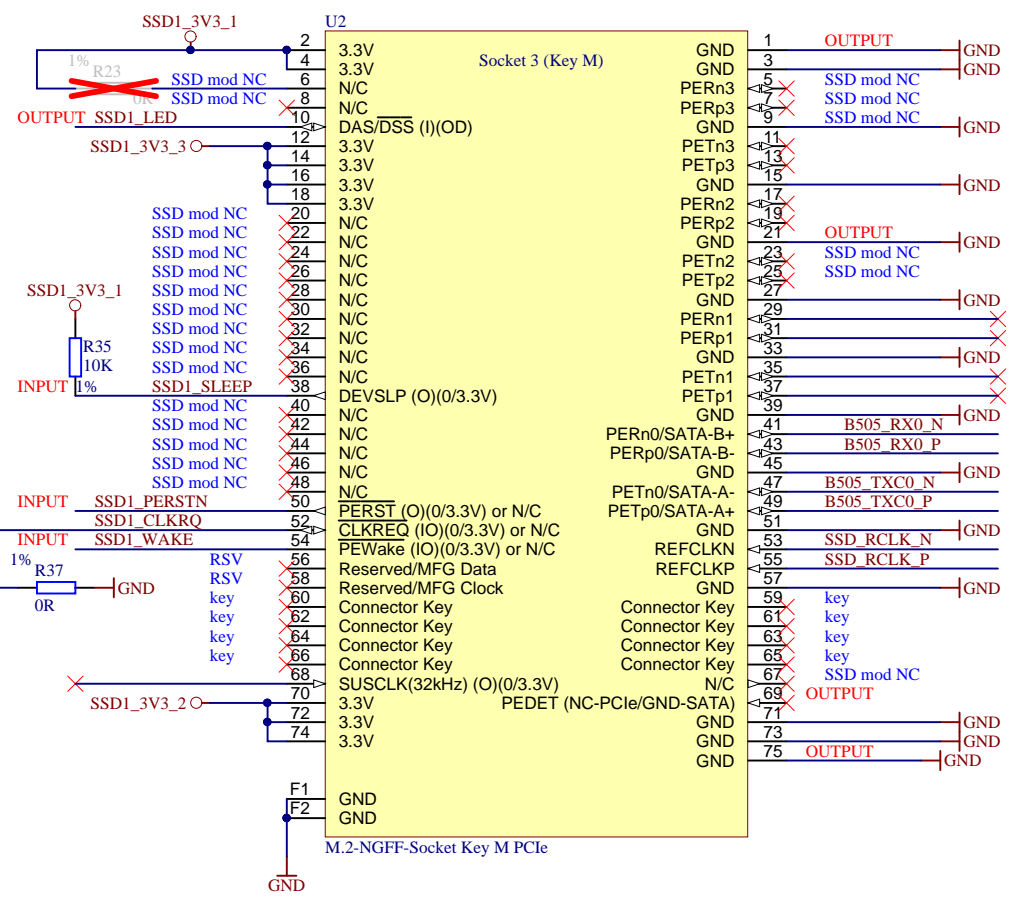 SSD1_3V3_1
U2
Socket 3 (Key M)
2 3.3V GND 1 OUTPUT GND
4 3.3V GND 3 GND
1%
R23
0R
SSD mod NC 6 N/C PERn3 5 SSD mod NC
SSD mod NC 8 N/C PERp3 7 SSD mod NC
OUTPUT SSD1_LED 10 DAS/DSS (I)(OD) GND 9 SSD mod NC GND
SSD1_3V3_3 12 3.3V PETn3 11
14 3.3V PETp3 13
16 3.3V GND 15 GND
18 3.3V PERn2 17
SSD mod NC 20 N/C PERp2 19
SSD mod NC 22 N/C GND 21 OUTPUT GND
SSD mod NC 24 N/C PETn2 23 SSD mod NC
SSD mod NC 26 N/C PETp2 25 SSD mod NC
SSD1_3V3_1 SSD mod NC 28 N/C GND 27 GND
SSD mod NC 30 N/C PERn1 29
SSD mod NC 32 N/C PERp1 31
R35 SSD mod NC 34 N/C GND 33 GND
10K SSD mod NC 36 N/C PETn1 35
INPUT 1% SSD1_SLEEP 38 DEVSLP (O)(0/3.3V) PETp1 37
SSD mod NC 40 N/C GND 39 GND
SSD mod NC 42 N/C PERn0/SATA-B+ 41 B505_RX0_N
SSD mod NC 44 N/C PERp0/SATA-B- 43 B505_RX0_P
SSD mod NC 46 N/C GND 45 GND
SSD mod NC 48 N/C PETn0/SATA-A- 47 B505_TXC0_N
INPUT SSD1_PERSTN 50 PERST (O)(0/3.3V) or N/C PETp0/SATA-A+ 49 B505_TXC0_P
SSD1_CLKRQ 52 CLKREQ (IO)(0/3.3V) or N/C GND 51 GND
INPUT SSD1_WAKE 54 PEWake (IO)(0/3.3V) or N/C REFCLKN 53 SSD_RCLK_N
1% RSV 56 Reserved/MFG Data REFCLKP 55 SSD_RCLK_P
R37 RSV 58 Reserved/MFG Clock GND 57 GND
GND
0R key 60 Connector Key Connector Key 59 key
key 62 Connector Key Connector Key 61 key
key 64 Connector Key Connector Key 63 key
key 66 Connector Key Connector Key 65 key
68 SUSCLK(32kHz) (O)(0/3.3V) N/C 67 SSD mod NC
SSD1_3V3_2 70 3.3V PEDET (NC-PCIe/GND-SATA) 69 OUTPUT
72 3.3V GND 71 GND
74 3.3V GND 73 GND
GND 75 OUTPUT GND
F1 GND
F2 GND
M.2-NGFF-Socket Key M PCIe
GND